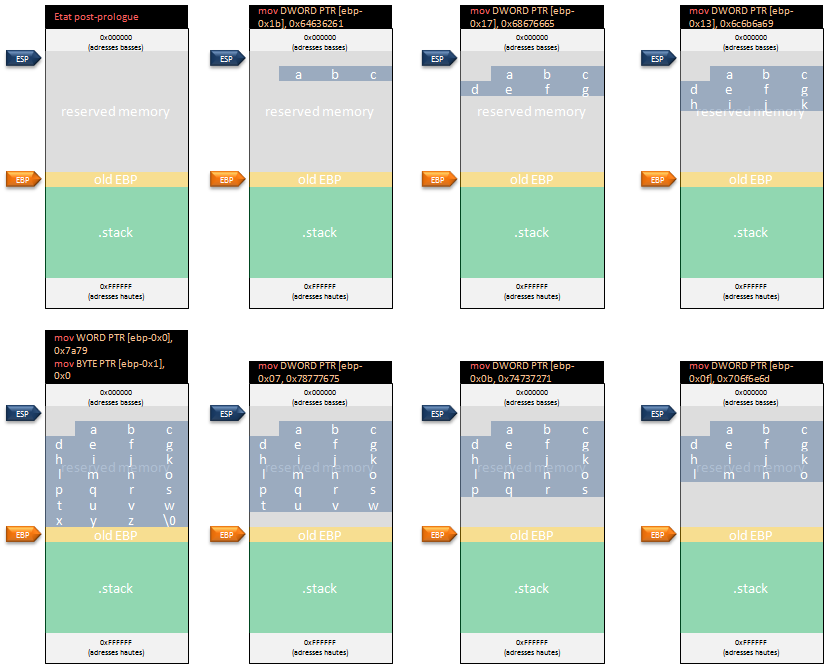 Etat post-prologue
0x000000
(adresses basses)
ESP
reserved memory
EBP
old EBP
.stack
0xFFFFFF
(adresses hautes)
mov DWORD PTR [ebp-
0x1b], 0x64636261
0x000000
(adresses basses)
ESP
a b c
reserved memory
EBP
old EBP
.stack
0xFFFFFF
(adresses hautes)
mov DWORD PTR [ebp-
0x17], 0x68676665
0x000000
(adresses basses)
ESP
a b c
d e f g
reserved memory
EBP
old EBP
.stack
0xFFFFFF
(adresses hautes)
mov DWORD PTR [ebp-
0x13], 0x6c6b6a69
0x000000
(adresses basses)
ESP
a b c
d e f g
h i j k
reserved memory
EBP
old EBP
.stack
0xFFFFFF
(adresses hautes)
mov WORD PTR [ebp-0x0],
0x7a79
mov BYTE PTR [ebp-0x1],
0x0
0x000000
(adresses basses)
ESP
a b c
d e f g
h i j k
reserved memory
l m n o
p q r s
t u v w
x y z \0
EBP
old EBP
.stack
0xFFFFFF
(adresses hautes)
mov DWORD PTR [ebp-
0x07, 0x78777675
0x000000
(adresses basses)
ESP
a b c
d e f g
h i j k
reserved memory
l m n o
p q r s
t u v w
EBP
old EBP
.stack
0xFFFFFF
(adresses hautes)
mov DWORD PTR [ebp-
0x0b, 0x74737271
0x000000
(adresses basses)
ESP
a b c
d e f g
h i j k
reserved memory
l m n o
p q r s
EBP
old EBP
.stack
0xFFFFFF
(adresses hautes)
mov DWORD PTR [ebp-
0x0f], 0x706f6e6d
0x000000
(adresses basses)
ESP
a b c
d e f g
h i j k
reserved memory
l m n o
EBP
old EBP
.stack
0xFFFFFF
(adresses hautes)